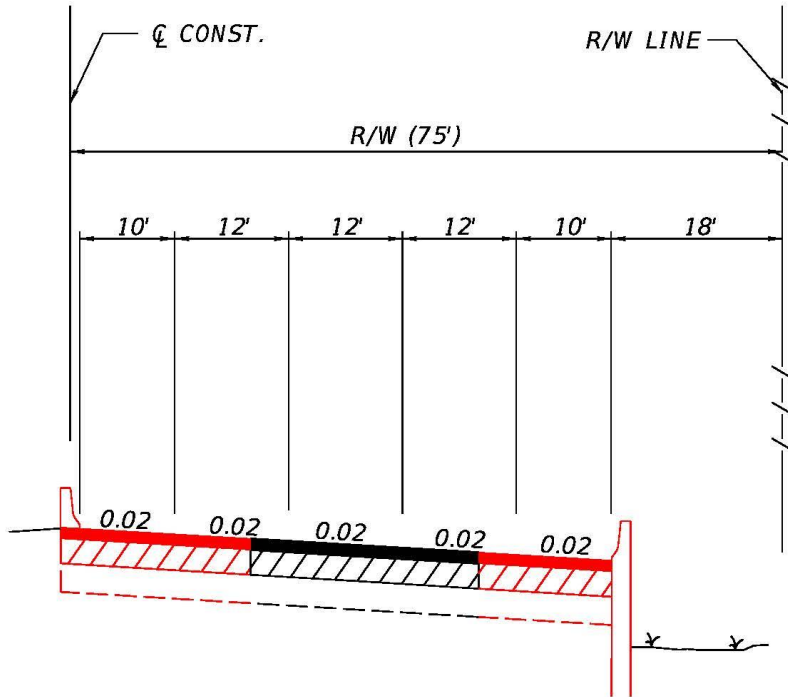 ℄ CONST.
R/W LINE
R/W (75')
10' 12' 12' 12' 10' 18'
0.02 0.02 0.02 0.02 0.02